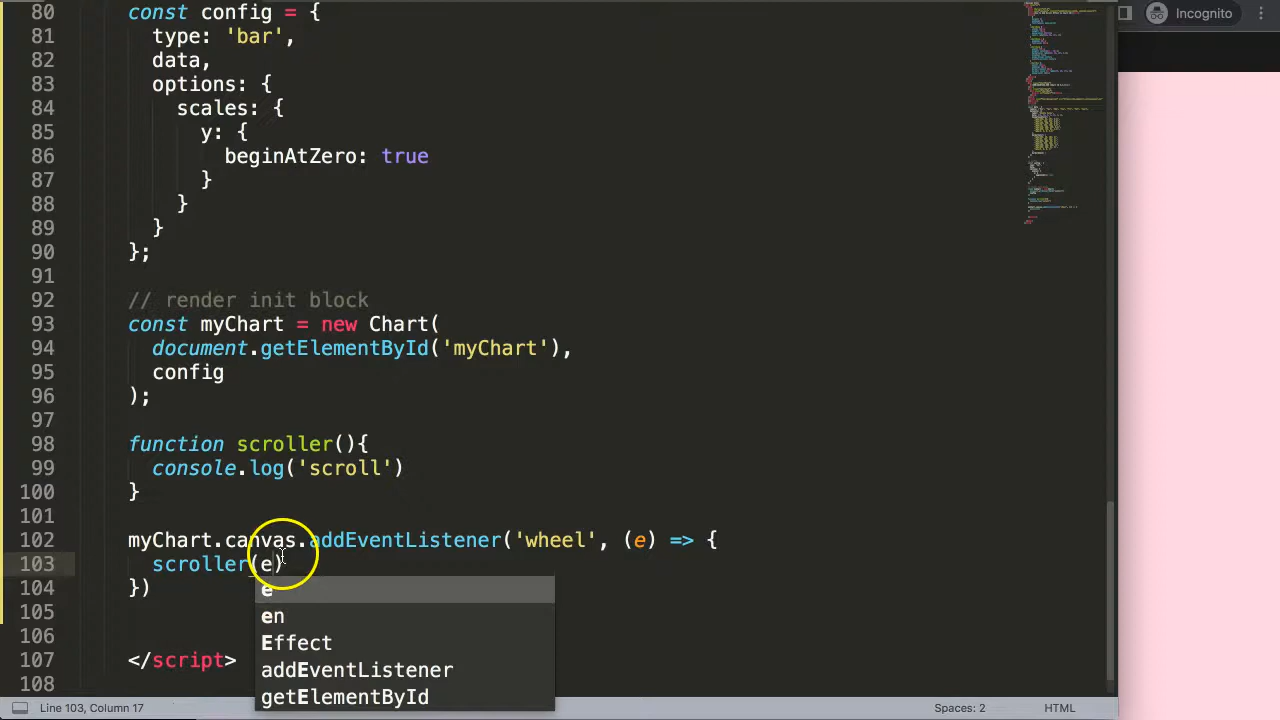 80 const config = {
Incognito
81 type: 'bar',
82 data,
83 options: {
84 scales: {
85 y: {
86 beginAtZero: true
87 }
88 }
89 }
90 };
91
92 // render init block
93 const myChart = new Chart(
94 document.getElementById('myChart'),
95 config
96 );
97
98 function scroller(){
99 console.log('scroll')
100 }
101
102 myChart.canvas.addEventListener('wheel', (e) => {
103 scroller(e)
104 })
e
105
en
106
Effect
107 </script>
addEventListener
108
getElementById
Line 103, Column 17
Spaces: 2
HTML